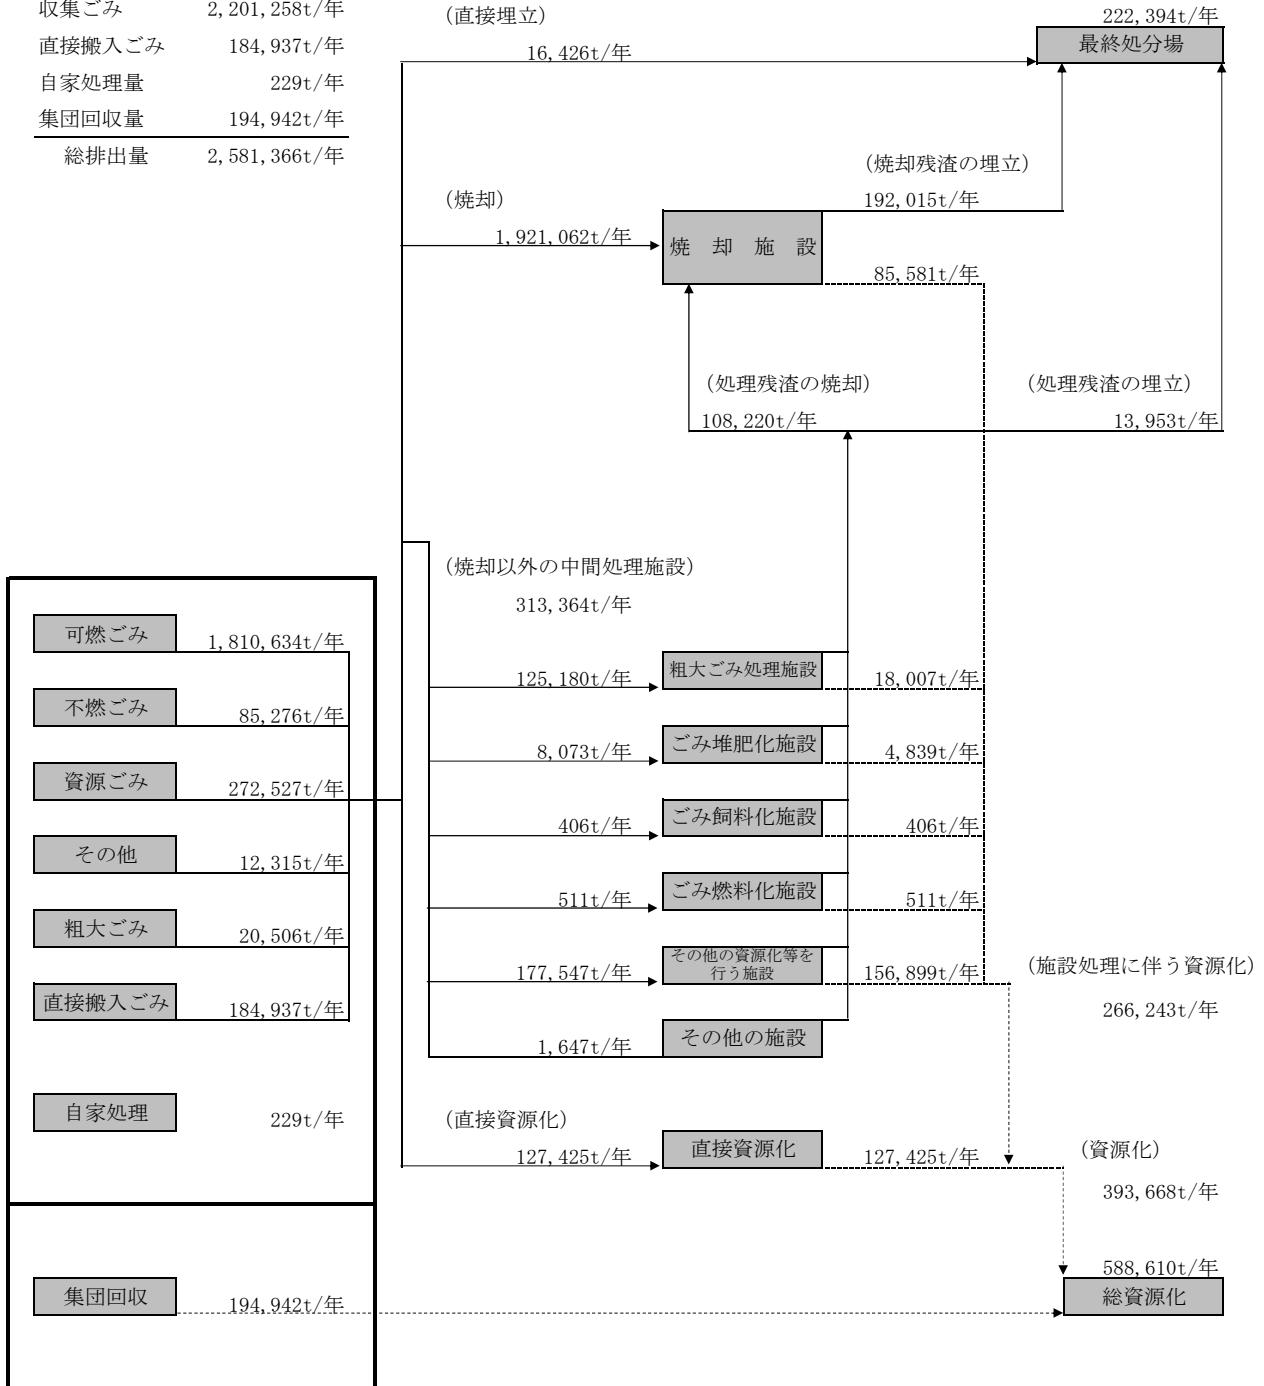 収集ごみ 2,201,258t/年
直接搬入ごみ 184,937t/年
自家処理量 229t/年
集団回収量 194,942t/年
総排出量 2,581,366t/年
(直接埋立)
16,426t/年
222,394t/年
最終処分場
(焼却残渣の埋立)
192,015t/年
(焼却)
1,921,062t/年
焼却施設
85,581t/年
(処理残渣の焼却)
108,220t/年
(処理残渣の埋立)
13,953t/年
(焼却以外の中間処理施設)
313,364t/年
可燃ごみ 1,810,634t/年
不燃ごみ 85,276t/年
資源ごみ 272,527t/年
その他 12,315t/年
粗大ごみ 20,506t/年
直接搬入ごみ 184,937t/年
自家処理 229t/年
125,180t/年 粗大ごみ処理施設 18,007t/年
8,073t/年 ごみ堆肥化施設 4,839t/年
406t/年 ごみ飼料化施設 406t/年
511t/年 ごみ燃料化施設 511t/年
177,547t/年 その他の資源化等を
行う施設 156,899t/年
1,647t/年 その他の施設
(施設処理に伴う資源化)
266,243t/年
(直接資源化)
127,425t/年 直接資源化 127,425t/年
(資源化)
393,668t/年
588,610t/年
集団回収 194,942t/年 総資源化